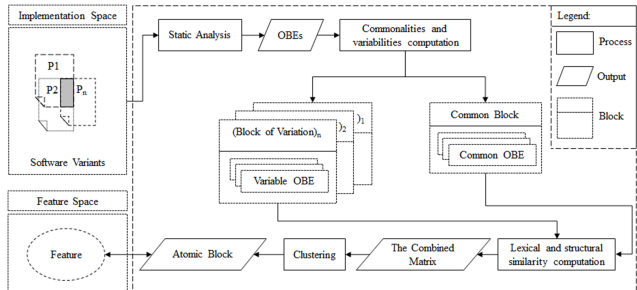 Implementation Space
P1
P2
Pn
Software Variants
Static Analysis
OBEs
Commonalities and
variabilities computation
Legend:
Process
Output
Block
)1
)2
(Block of Variation)n
Variable OBE
Common Block
Common OBE
Feature Space
Feature
Atomic Block
Clustering
The Combined
Matrix
Lexical and structural
similarity computation